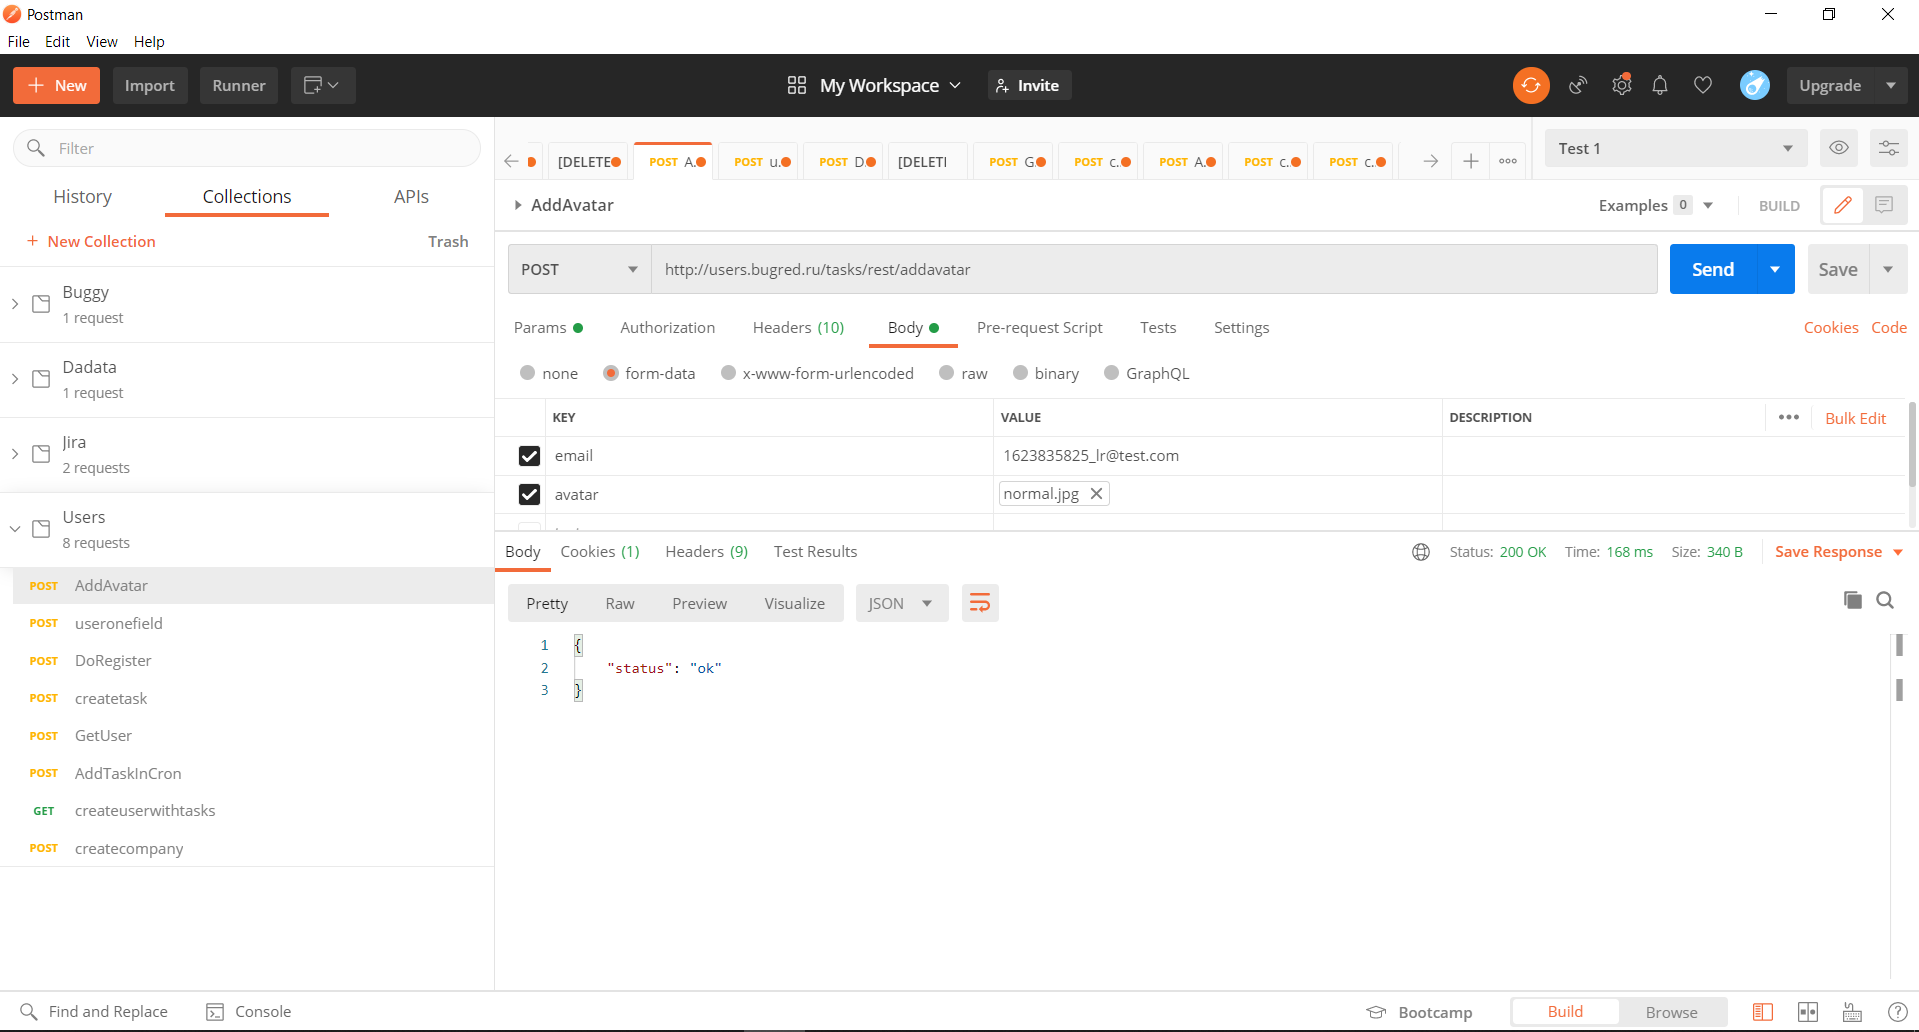 Postman
File Edit View Help
New Import Runner My Workspace Invite Upgrade
Filter
History Collections APIs
+ New Collection Trash
Buggy
1 request
Dadata
1 request
Jira
2 requests
Users
8 requests
POST AddAvatar
POST useronefield
POST DoRegister
POST createtask
POST GetUser
POST AddTaskInCron
GET createuserwithtasks
POST createcompany
[DELETE POST A. POST u. POST D. [DELETI POST G POST c. POST A. POST c. POST c. Test 1
AddAvatar Examples 0 BUILD
POST http://users.bugred.ru/tasks/rest/addavatar Send Save
Params Authorization Headers (10) Body Pre-request Script Tests Settings Cookies Code
none form-data x-www-form-urlencoded raw binary GraphQL
KEY VALUE DESCRIPTION Bulk Edit
email 1623835825_lr@test.com
avatar normal.jpg
Body Cookies (1) Headers (9) Test Results Status: 200 OK Time: 168 ms Size: 340 B Save Response
Pretty Raw Preview Visualize JSON
1 {
2 "status": "ok"
3 }
Find and Replace Console Bootcamp Build Browse